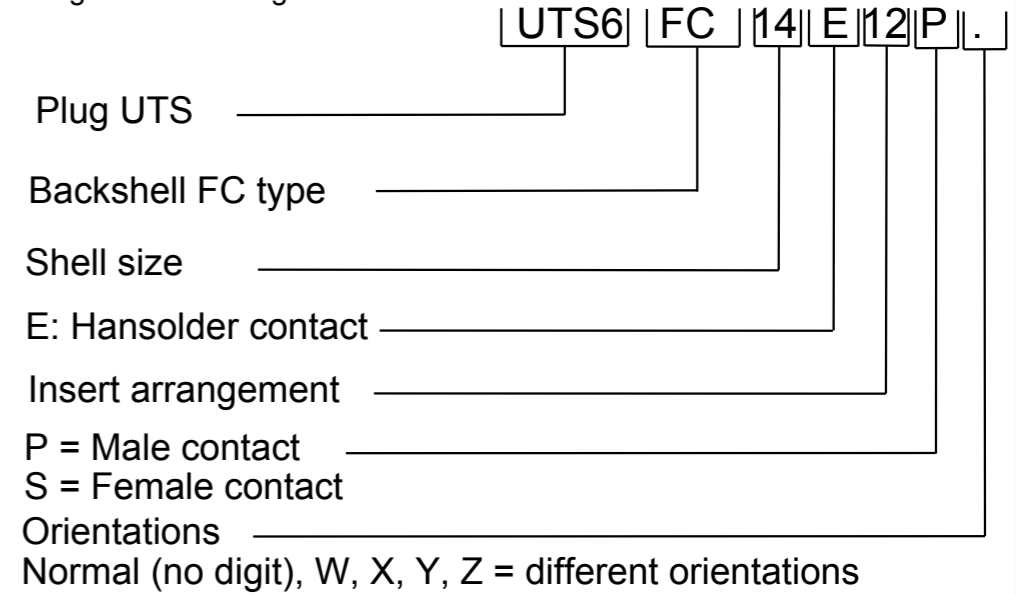 UTS6 FC 14 E 12 P .
Plug UTS
Backshell FC type
Shell size
E: Hansolder contact
Insert arrangement
P = Male contact
S = Female contact
Orientations
Normal (no digit), W, X, Y, Z = different orientations